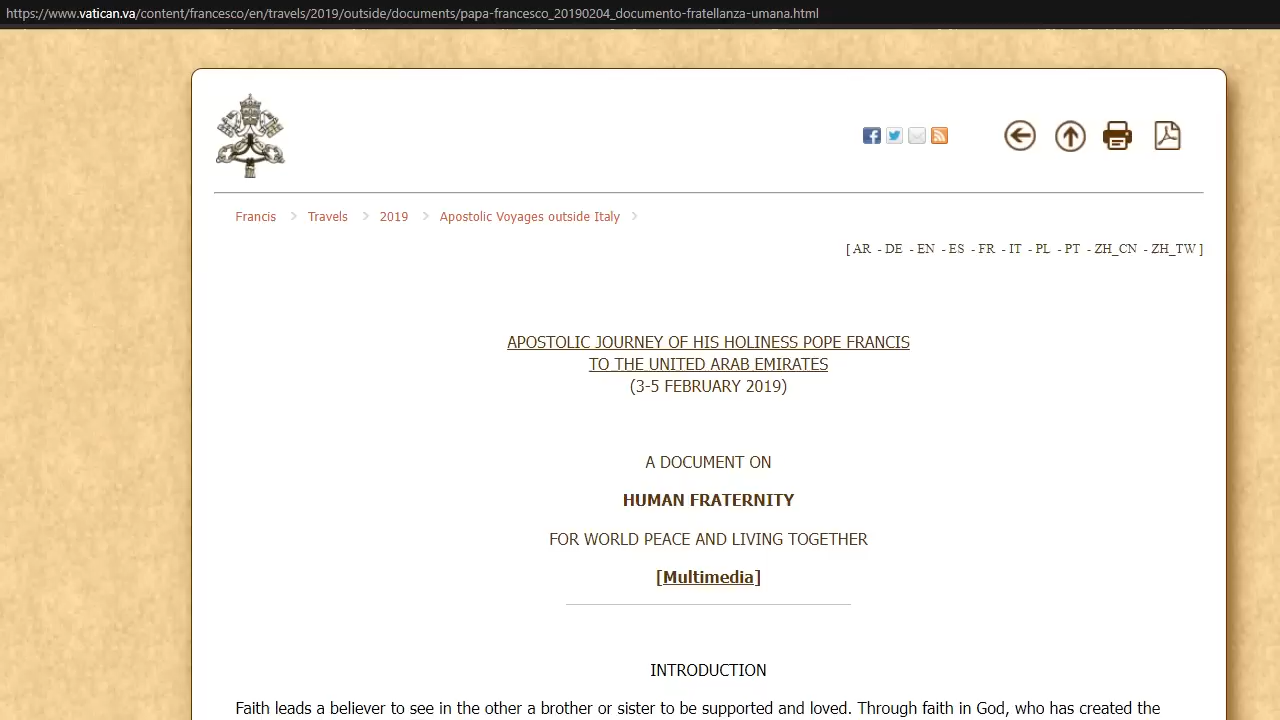 https://www.vatican.va/content/francesco/en/travels/2019/outside/documents/papa-francesco_20190204_documento-fratellanza-umana.html
Francis > Travels > 2019 > Apostolic Voyages outside Italy >
[ AR - DE - EN - ES - FR - IT - PL - PT - ZH_CN - ZH_TW ]
APOSTOLIC JOURNEY OF HIS HOLINESS POPE FRANCIS
TO THE UNITED ARAB EMIRATES
(3-5 FEBRUARY 2019)
A DOCUMENT ON
HUMAN FRATERNITY
FOR WORLD PEACE AND LIVING TOGETHER
[Multimedia]
INTRODUCTION
Faith leads a believer to see in the other a brother or sister to be supported and loved. Through faith in God, who has created the